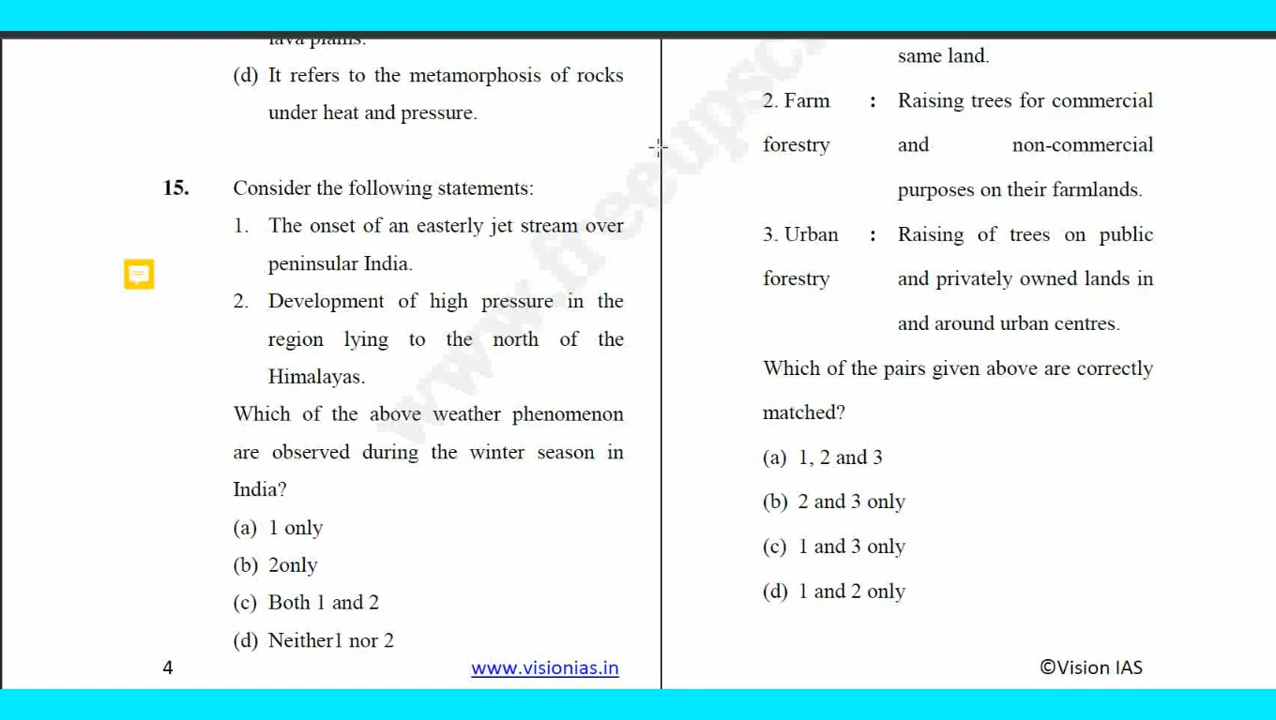 lava plains.
(d) It refers to the metamorphosis of rocks
under heat and pressure.
15. Consider the following statements:
1. The onset of an easterly jet stream over
peninsular India.
2. Development of high pressure in the
region lying to the north of the
Himalayas.
Which of the above weather phenomenon
are observed during the winter season in
India?
(a) 1 only
(b) 2only
(c) Both 1 and 2
(d) Neither1 nor 2
4
www.visionias.in
same land.
2. Farm : Raising trees for commercial
forestry and non-commercial
purposes on their farmlands.
3. Urban : Raising of trees on public
forestry and privately owned lands in
and around urban centres.
Which of the pairs given above are correctly
matched?
(a) 1, 2 and 3
(b) 2 and 3 only
(c) 1 and 3 only
(d) 1 and 2 only
©Vision IAS
www.freeupsc.